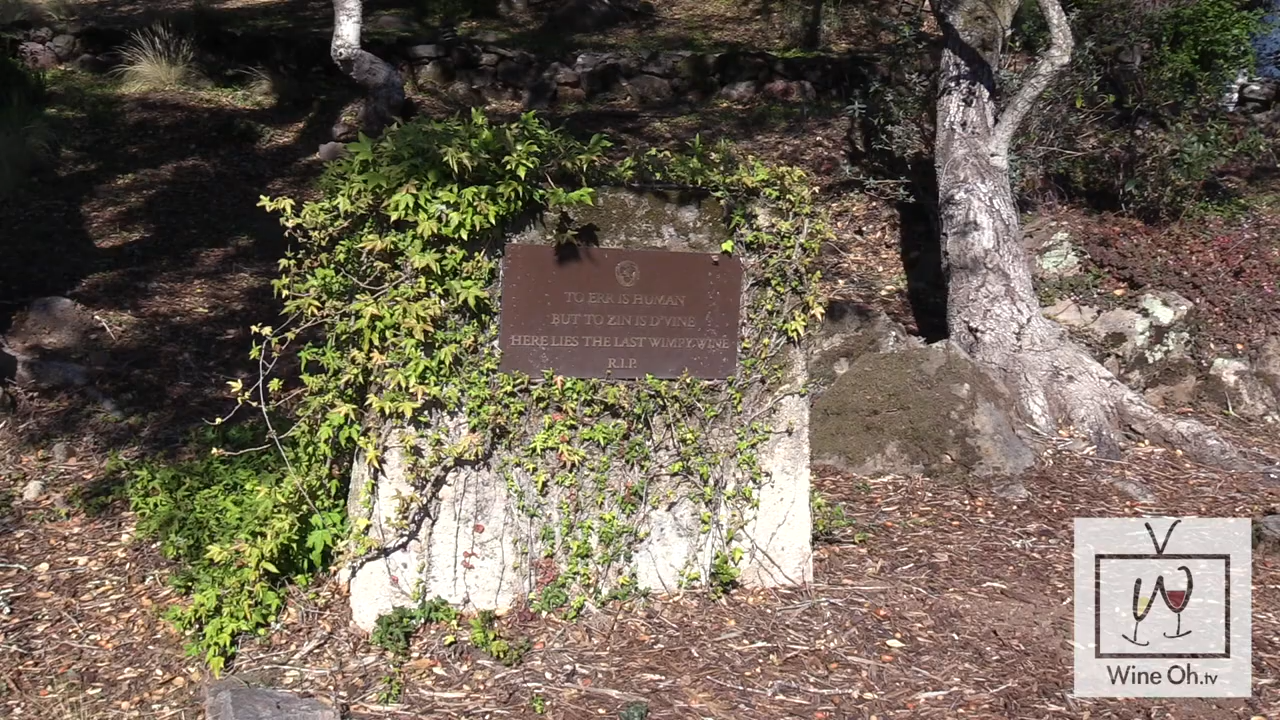 TO ERR IS HUMAN
BUT TO ZIN IS D'VINE
HERE LIES THE LAST WIMPY WINE
R.I.P.
Wine Oh.tv